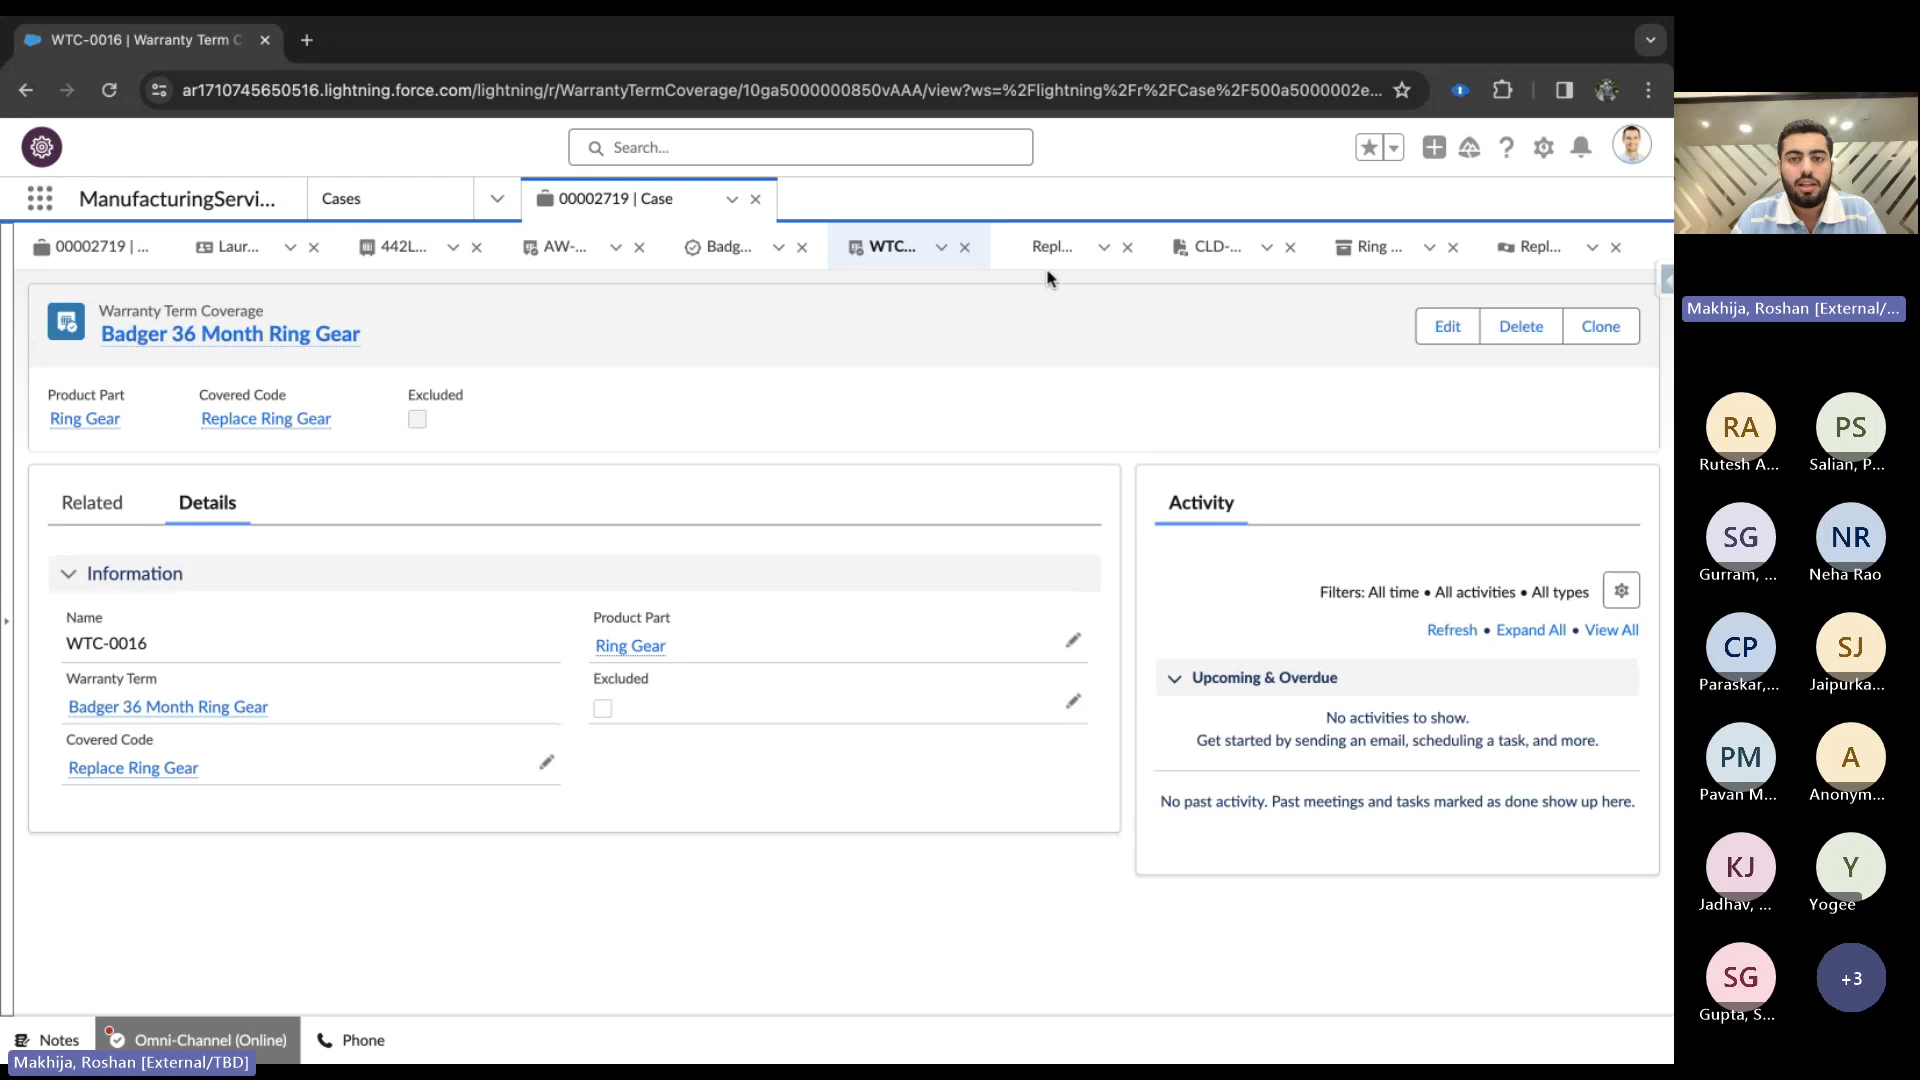 WTC-0016 | Warranty Term C
ar1710745650516.lightning.force.com/lightning/r/WarrantyTermCoverage/10ga5000000850vAAA/view?ws=%2Flightning%2Fr%2FCase%2F500a5000002e...
Search...
ManufacturingServi...
Cases
00002719 | Case
00002719 | ...
Laur...
442L...
AW-...
Badg...
WTC...
Repl...
CLD-...
Ring ...
Repl...
Warranty Term Coverage
Badger 36 Month Ring Gear
Edit
Delete
Clone
Product Part
Covered Code
Excluded
Ring Gear
Replace Ring Gear
Related
Details
Information
Name
WTC-0016
Product Part
Ring Gear
Warranty Term
Badger 36 Month Ring Gear
Excluded
Covered Code
Replace Ring Gear
Activity
Filters: All time • All activities • All types
Refresh • Expand All • View All
Upcoming & Overdue
No activities to show.
Get started by sending an email, scheduling a task, and more.
No past activity. Past meetings and tasks marked as done show up here.
Notes
Omni-Channel (Online)
Phone
Makhija, Roshan [External/TBD]
Makhija, Roshan [External/...
RA
Rutesh A...
PS
Salian, P...
SG
Gurram, ...
NR
Neha Rao
CP
Paraskar,...
SJ
Jaipurka...
PM
Pavan M...
A
Anonym...
KJ
Jadhav, ...
Y
Yogee
SG
Gupta, S...
+3